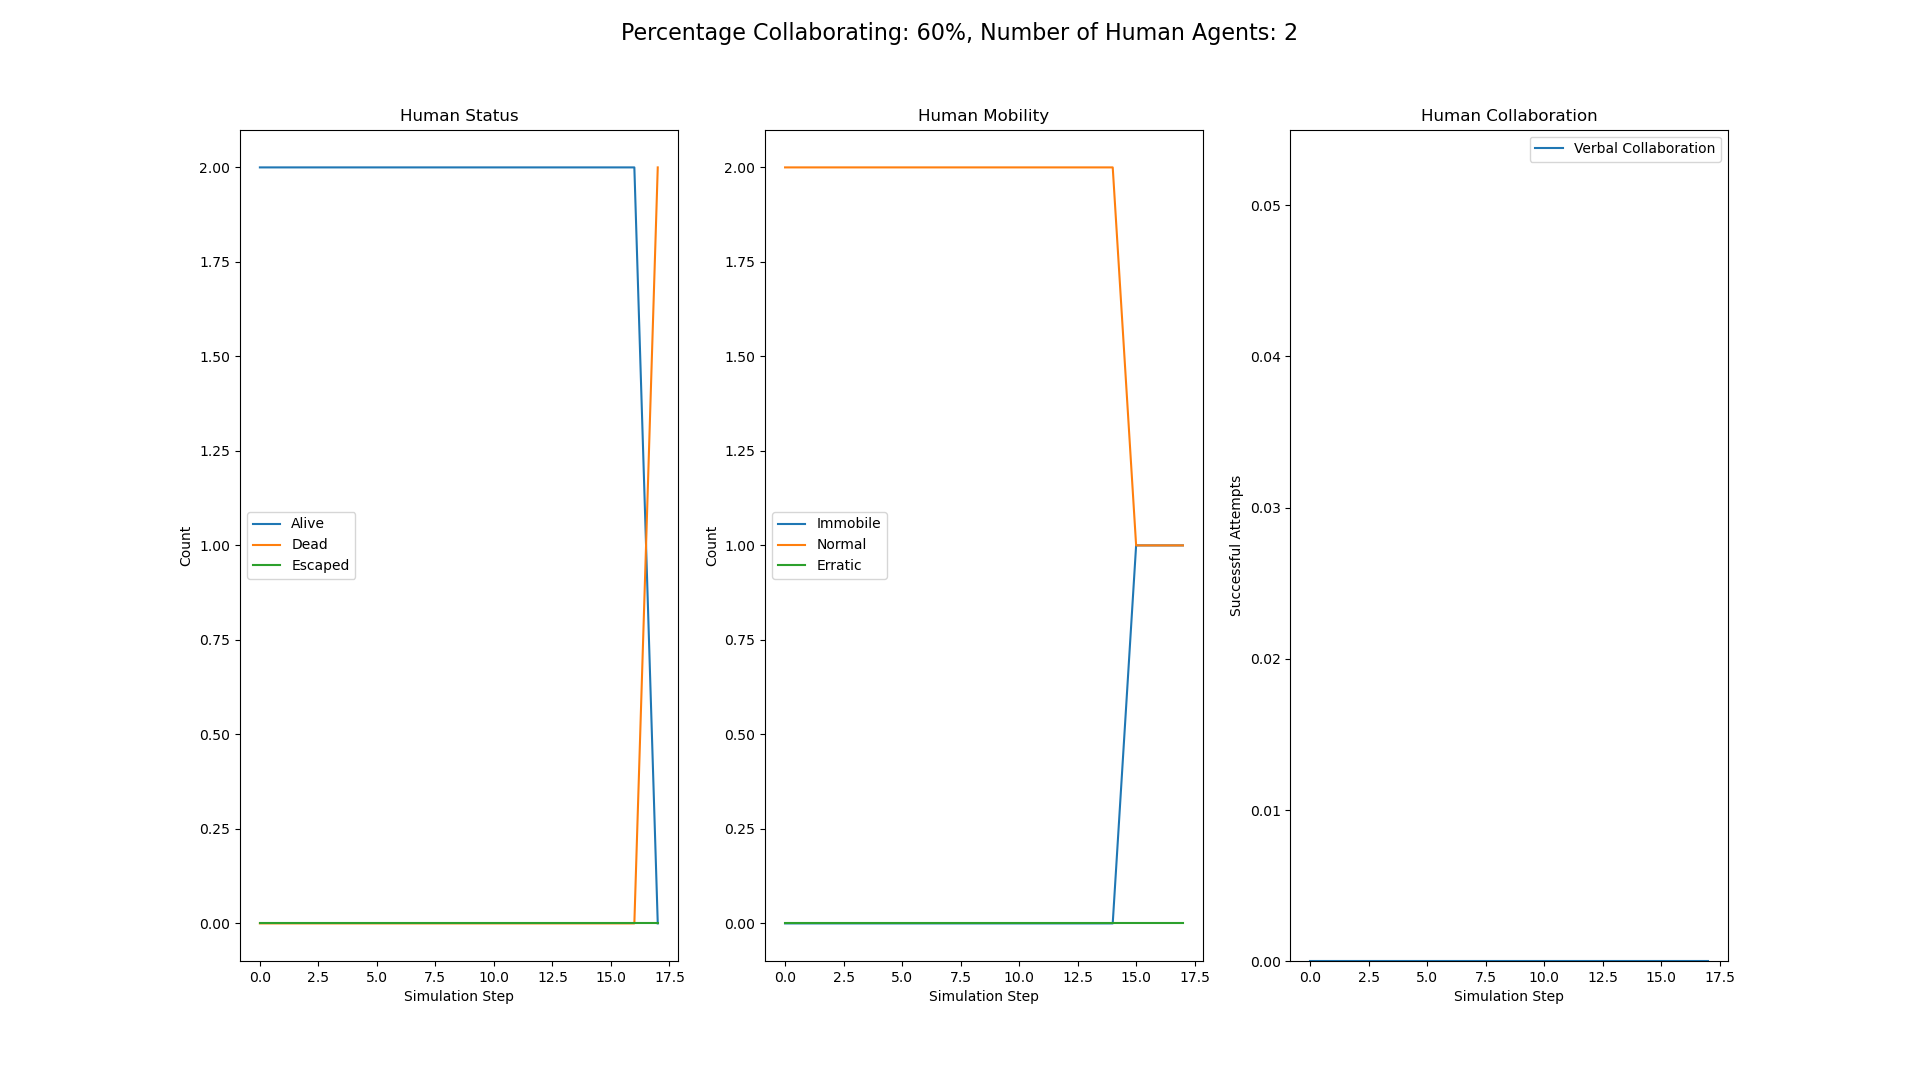 Percentage Collaborating: 60%, Number of Human Agents: 2
Human Status
2.00
1.75
1.50
1.25
1.00
0.75
0.50
0.25
0.00
Count
Alive
Dead
Escaped
0.0 2.5 5.0 7.5 10.0 12.5 15.0 17.5
Simulation Step
Human Mobility
2.00
1.75
1.50
1.25
1.00
0.75
0.50
0.25
0.00
Count
Immobile
Normal
Erratic
0.0 2.5 5.0 7.5 10.0 12.5 15.0 17.5
Simulation Step
Human Collaboration
Verbal Collaboration
0.05
0.04
0.03
0.02
0.01
0.00
Successful Attempts
0.0 2.5 5.0 7.5 10.0 12.5 15.0 17.5
Simulation Step